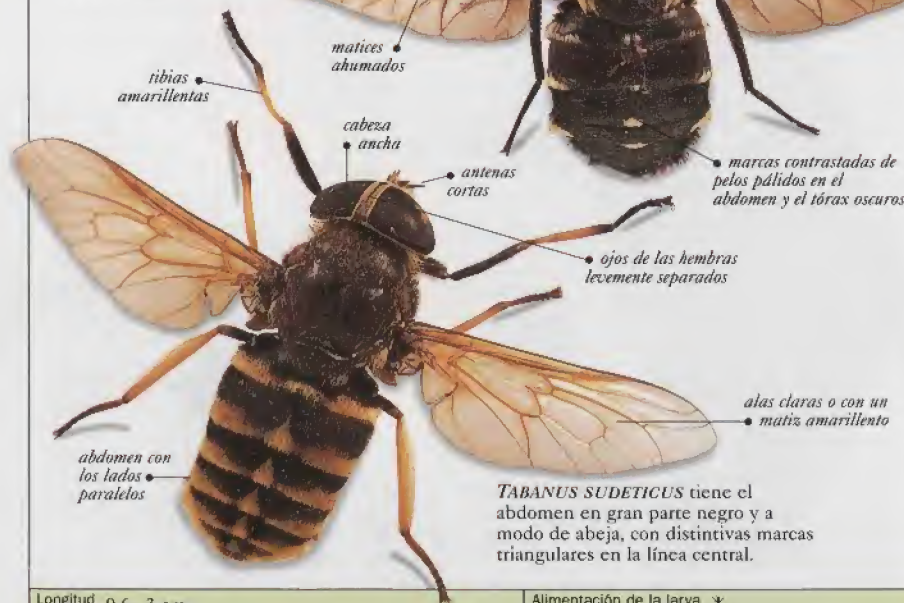 matices
ahumados
tibias
amarillentas
cabeza
ancha
antenas
cortas
marcas contrastadas de
pelos pálidos en el
abdomen y el tórax oscuros
ojos de las hembras
levemente separados
alas claras o con un
matiz amarillento
abdomen con
los lados
paralelos
TABANUS SUDETICUS tiene el
abdomen en gran parte negro y a
modo de abeja, con distintivas marcas
triangulares en la línea central.
Longitud
Alimentación de la larva